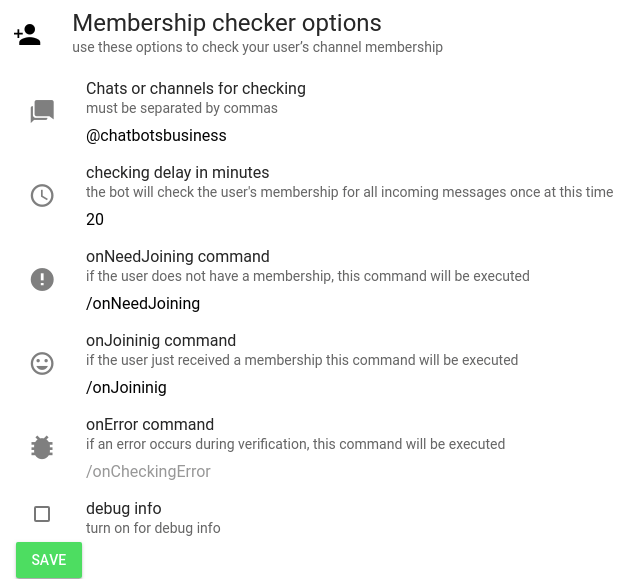 Membership checker options
use these options to check your user's channel membership
Chats or channels for checking
must be separated by commas
@chatbotsbusiness
checking delay in minutes
the bot will check the user's membership for all incoming messages once at this time
20
onNeedJoining command
if the user does not have a membership, this command will be executed
/onNeedJoining
onJoininig command
if the user just received a membership this command will be executed
/onJoininig
onError command
if an error occurs during verification, this command will be executed
/onCheckingError
debug info
turn on for debug info
SAVE